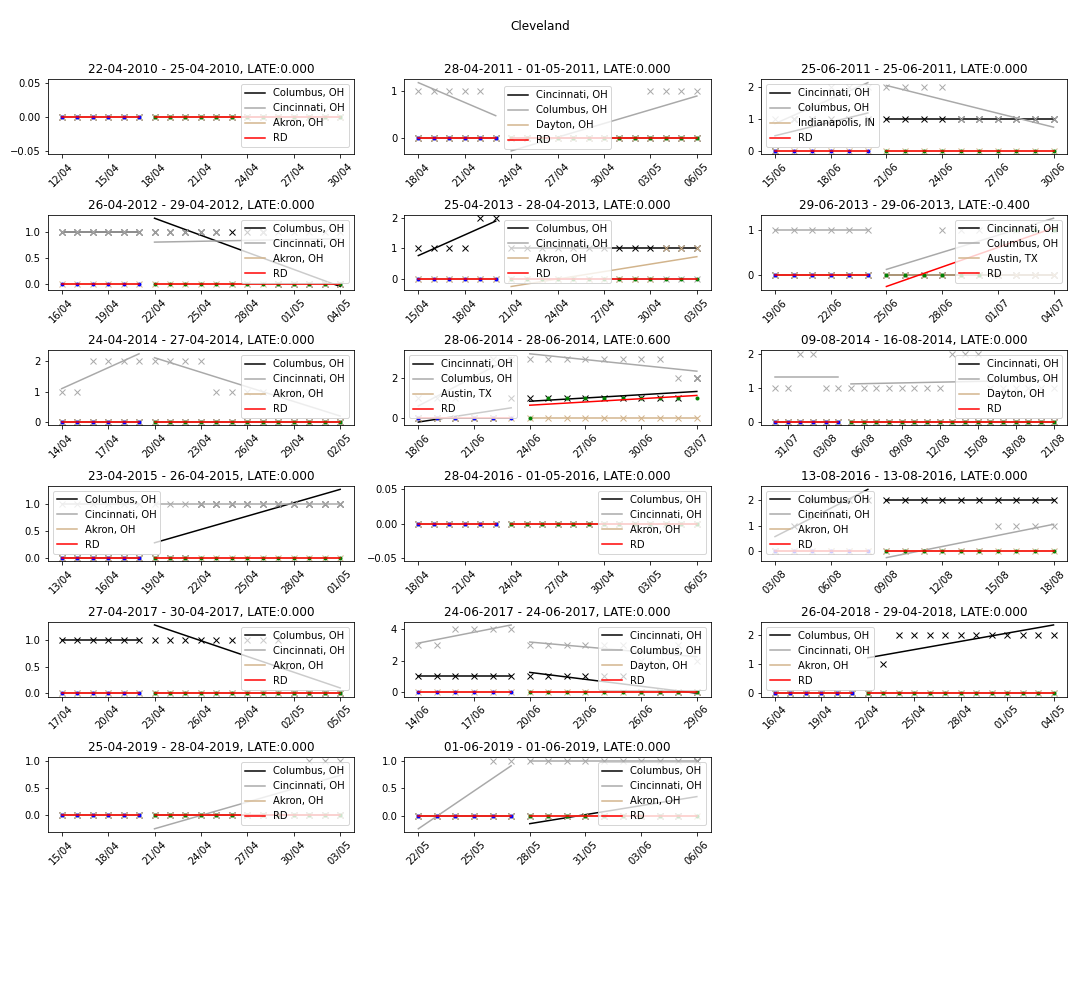 Cleveland
22-04-2010 - 25-04-2010, LATE:0.000
0.05
0.00
−0.05
Columbus, OH
Cincinnati, OH
Akron, OH
RD
12/04 15/04 18/04 21/04 24/04 27/04 30/04
28-04-2011 - 01-05-2011, LATE:0.000
1
0
Cincinnati, OH
Columbus, OH
Dayton, OH
RD
18/04 21/04 24/04 27/04 30/04 03/05 06/05
25-06-2011 - 25-06-2011, LATE:0.000
2
1
0
Cincinnati, OH
Columbus, OH
Indianapolis, IN
RD
15/06 18/06 21/06 24/06 27/06 30/06
26-04-2012 - 29-04-2012, LATE:0.000
1.0
0.5
0.0
Columbus, OH
Cincinnati, OH
Akron, OH
RD
16/04 19/04 22/04 25/04 28/04 01/05 04/05
25-04-2013 - 28-04-2013, LATE:0.000
2
1
0
Columbus, OH
Cincinnati, OH
Akron, OH
RD
15/04 18/04 21/04 24/04 27/04 30/04 03/05
29-06-2013 - 29-06-2013, LATE:-0.400
1
0
Cincinnati, OH
Columbus, OH
Austin, TX
RD
19/06 22/06 25/06 28/06 01/07 04/07
24-04-2014 - 27-04-2014, LATE:0.000
2
1
0
Columbus, OH
Cincinnati, OH
Akron, OH
RD
14/04 17/04 20/04 23/04 26/04 29/04 02/05
28-06-2014 - 28-06-2014, LATE:0.600
2
0
Cincinnati, OH
Columbus, OH
Austin, TX
RD
18/06 21/06 24/06 27/06 30/06 03/07
09-08-2014 - 16-08-2014, LATE:0.000
2
1
0
Columbus, OH
Cincinnati, OH
Dayton, OH
RD
31/07 03/08 06/08 09/08 12/08 15/08 18/08 21/08
23-04-2015 - 26-04-2015, LATE:0.000
1.0
0.5
0.0
Columbus, OH
Cincinnati, OH
Akron, OH
RD
13/04 16/04 19/04 22/04 25/04 28/04 01/05
28-04-2016 - 01-05-2016, LATE:0.000
0.05
0.00
−0.05
Columbus, OH
Cincinnati, OH
Akron, OH
RD
18/04 21/04 24/04 27/04 30/04 03/05 06/05
13-08-2016 - 13-08-2016, LATE:0.000
2
1
0
Columbus, OH
Cincinnati, OH
Akron, OH
RD
03/08 06/08 09/08 12/08 15/08 18/08
27-04-2017 - 30-04-2017, LATE:0.000
1.0
0.5
0.0
Columbus, OH
Cincinnati, OH
Akron, OH
RD
17/04 20/04 23/04 26/04 29/04 02/05 05/05
24-06-2017 - 24-06-2017, LATE:0.000
4
2
0
Cincinnati, OH
Columbus, OH
Dayton, OH
RD
14/06 17/06 20/06 23/06 26/06 29/06
26-04-2018 - 29-04-2018, LATE:0.000
2
1
0
Columbus, OH
Cincinnati, OH
Akron, OH
RD
16/04 19/04 22/04 25/04 28/04 01/05 04/05
25-04-2019 - 28-04-2019, LATE:0.000
1.0
0.5
0.0
Columbus, OH
Cincinnati, OH
Akron, OH
RD
15/04 18/04 21/04 24/04 27/04 30/04 03/05
01-06-2019 - 01-06-2019, LATE:0.000
1.0
0.5
0.0
Columbus, OH
Cincinnati, OH
Akron, OH
RD
22/05 25/05 28/05 31/05 03/06 06/06